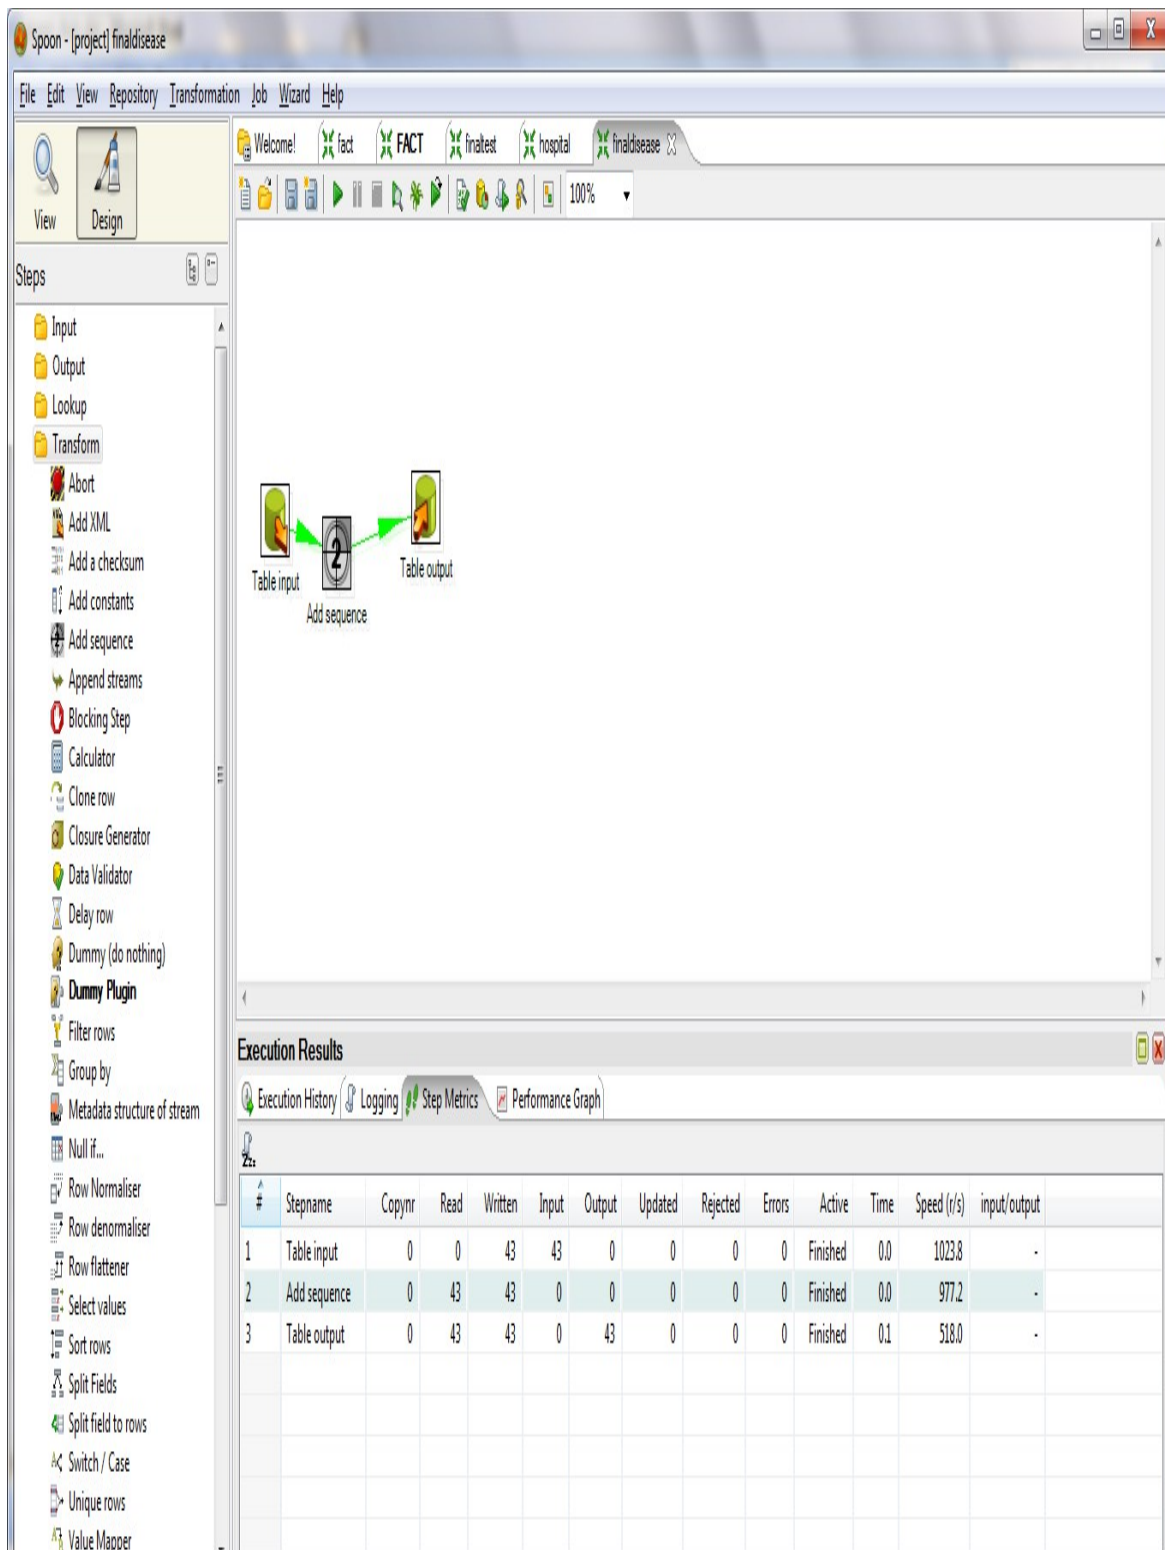 Spoon - [project] finaldisease
File Edit View Repository Transformation Job Wizard Help
View
Design
Welcome! fact FACT finaltest hospital finaldisease
100%
Steps
Input
Output
Lookup
Transform
Abort
Add XML
Add a checksum
Add constants
Add sequence
Append streams
Blocking Step
Calculator
Clone row
Closure Generator
Data Validator
Delay row
Dummy (do nothing)
Dummy Plugin
Filter rows
Group by
Metadata structure of stream
Null if...
Row Normaliser
Row denormaliser
Row flattener
Select values
Sort rows
Split Fields
Split field to rows
Switch / Case
Unique rows
Value Mapper
Table input
2
Add sequence
Table output
Execution Results
Execution History Logging Step Metrics Performance Graph
# Stepname Copynr Read Written Input Output Updated Rejected Errors Active Time Speed (r/s) input/output
1 Table input 0 0 43 43 0 0 0 0 Finished 0.0 1023.8 -
2 Add sequence 0 43 43 0 0 0 0 0 Finished 0.0 977.2 -
3 Table output 0 43 43 0 43 0 0 0 Finished 0.1 518.0 -